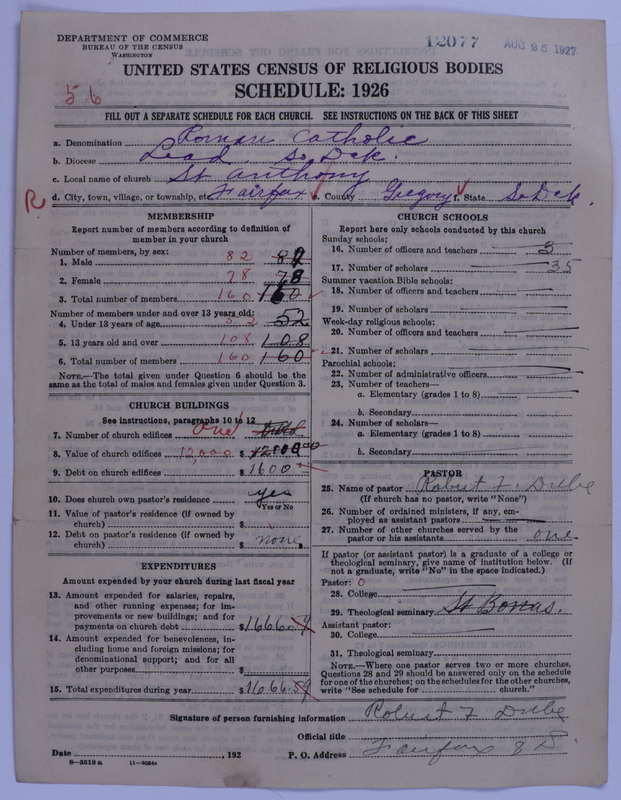 DEPARTMENT OF COMMERCE
BUREAU OF THE CENSUS
WASHINGTON
12077
AUG 25 1927
UNITED STATES CENSUS OF RELIGIOUS BODIES
SCHEDULE: 1926
56
FILL OUT A SEPARATE SCHEDULE FOR EACH CHURCH. SEE INSTRUCTIONS ON THE BACK OF THIS SHEET
a. Denomination Roman Catholic
b. Diocese Lead, So. Dak.
c. Local name of church St Anthony
R d. City, town, village, or township, etc. Fairfax e. County Gregory f. State So Dak.
MEMBERSHIP
Report number of members according to definition of
member in your church
Number of members, by sex:
1. Male 82 82
2. Female 78 78
3. Total number of members 160 160
Number of members under and over 13 years old:
4. Under 13 years of age 52 52
5. 13 years old and over 108 108
6. Total number of members 160 160
NOTE.—The total given under Question 6 should be
same as the total of males and females given under Question 3.
CHURCH BUILDINGS
See instructions, paragraphs 10 to 12
7. Number of church edifices one
8. Value of church edifices 12,000 $ 12000 00
9. Debt on church edifices $ 1600
10. Does church own pastor's residence yes
Yes or No
11. Value of pastor's residence (if owned by
church) $
12. Debt on pastor's residence (if owned by
church) $ none.
EXPENDITURES
Amount expended by your church during last fiscal year
13. Amount expended for salaries, repairs,
and other running expenses; for im-
provements or new buildings; and for
payments on church debt $1666.59
14. Amount expended for benevolences, in-
cluding home and foreign missions; for
denominational support; and for all
other purposes $
15. Total expenditures during year $1666.59
CHURCH SCHOOLS
Report here only schools conducted by this church
Sunday schools:
16. Number of officers and teachers 3
17. Number of scholars 35
Summer vacation Bible schools:
18. Number of officers and teachers
19. Number of scholars
Week-day religious schools:
20. Number of officers and teachers
21. Number of scholars
Parochial schools:
22. Number of administrative officers
23. Number of teachers—
a. Elementary (grades 1 to 8)
b. Secondary
24. Number of scholars—
a. Elementary (grades 1 to 8)
b. Secondary
PASTOR
25. Name of pastor Robert F. Dube
(If church has no pastor, write "None")
26. Number of ordained ministers, if any, em-
ployed as assistant pastors
27. Number of other churches served by the
pastor or his assistants one
If pastor (or assistant pastor) is a graduate of a college or
theological seminary, give name of institution below. (If
not a graduate, write "No" in the space indicated.)
Pastor: 0
28. College
29. Theological seminary St
Assistant pastor:
30. College
31. Theological seminary
NOTE.—Where one pastor serves two or more churches,
Questions 28 and 29 should be answered only on the schedule
for one of the churches; on the schedules for the other churches,
write "See schedule for church."
Signature of person furnishing information Robert F Dube
Official title
Date , 192 P. O. Address Fairfax S D.
8—5518 a